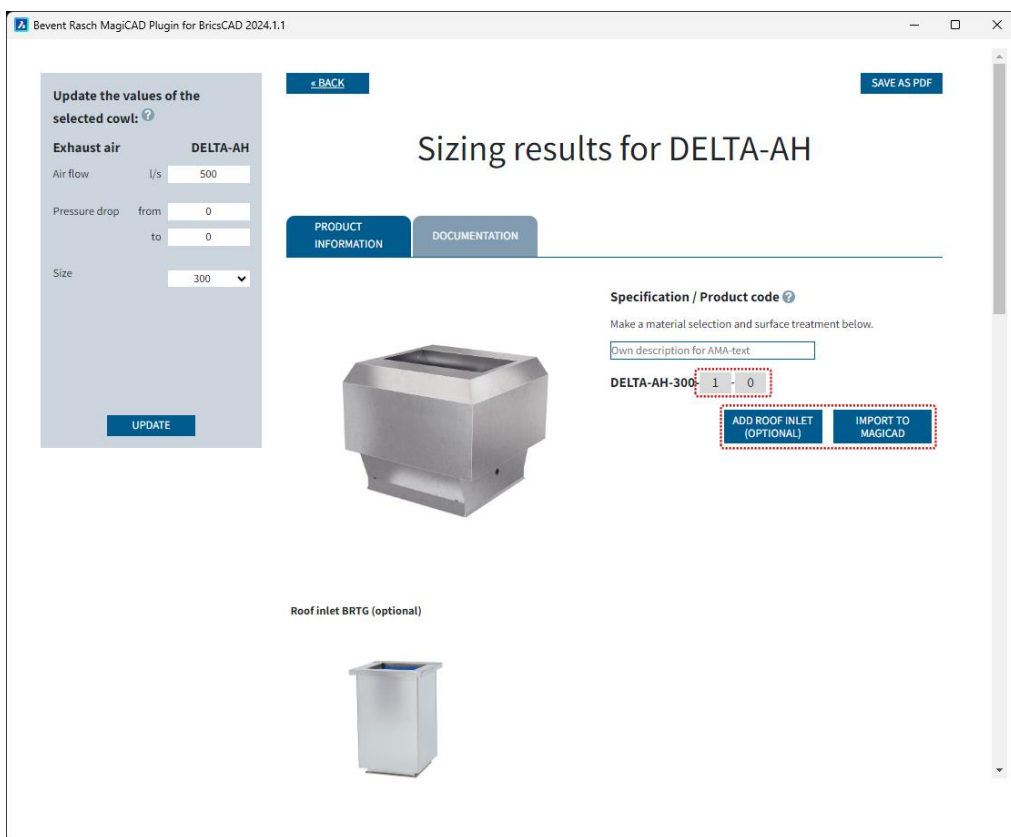 Bevent Rasch MagiCAD Plugin for BricsCAD 2024.1.1
Update the values of the
selected cowl: ?
Exhaust air DELTA-AH
Air flow l/s 500
Pressure drop from 0
to 0
Size 300
UPDATE
« BACK
SAVE AS PDF
Sizing results for DELTA-AH
PRODUCT
INFORMATION
DOCUMENTATION
Specification / Product code ?
Make a material selection and surface treatment below.
Own description for AMA-text
DELTA-AH-300- 1 - 0
ADD ROOF INLET
(OPTIONAL)
IMPORT TO
MAGICAD
Roof inlet BRTG (optional)